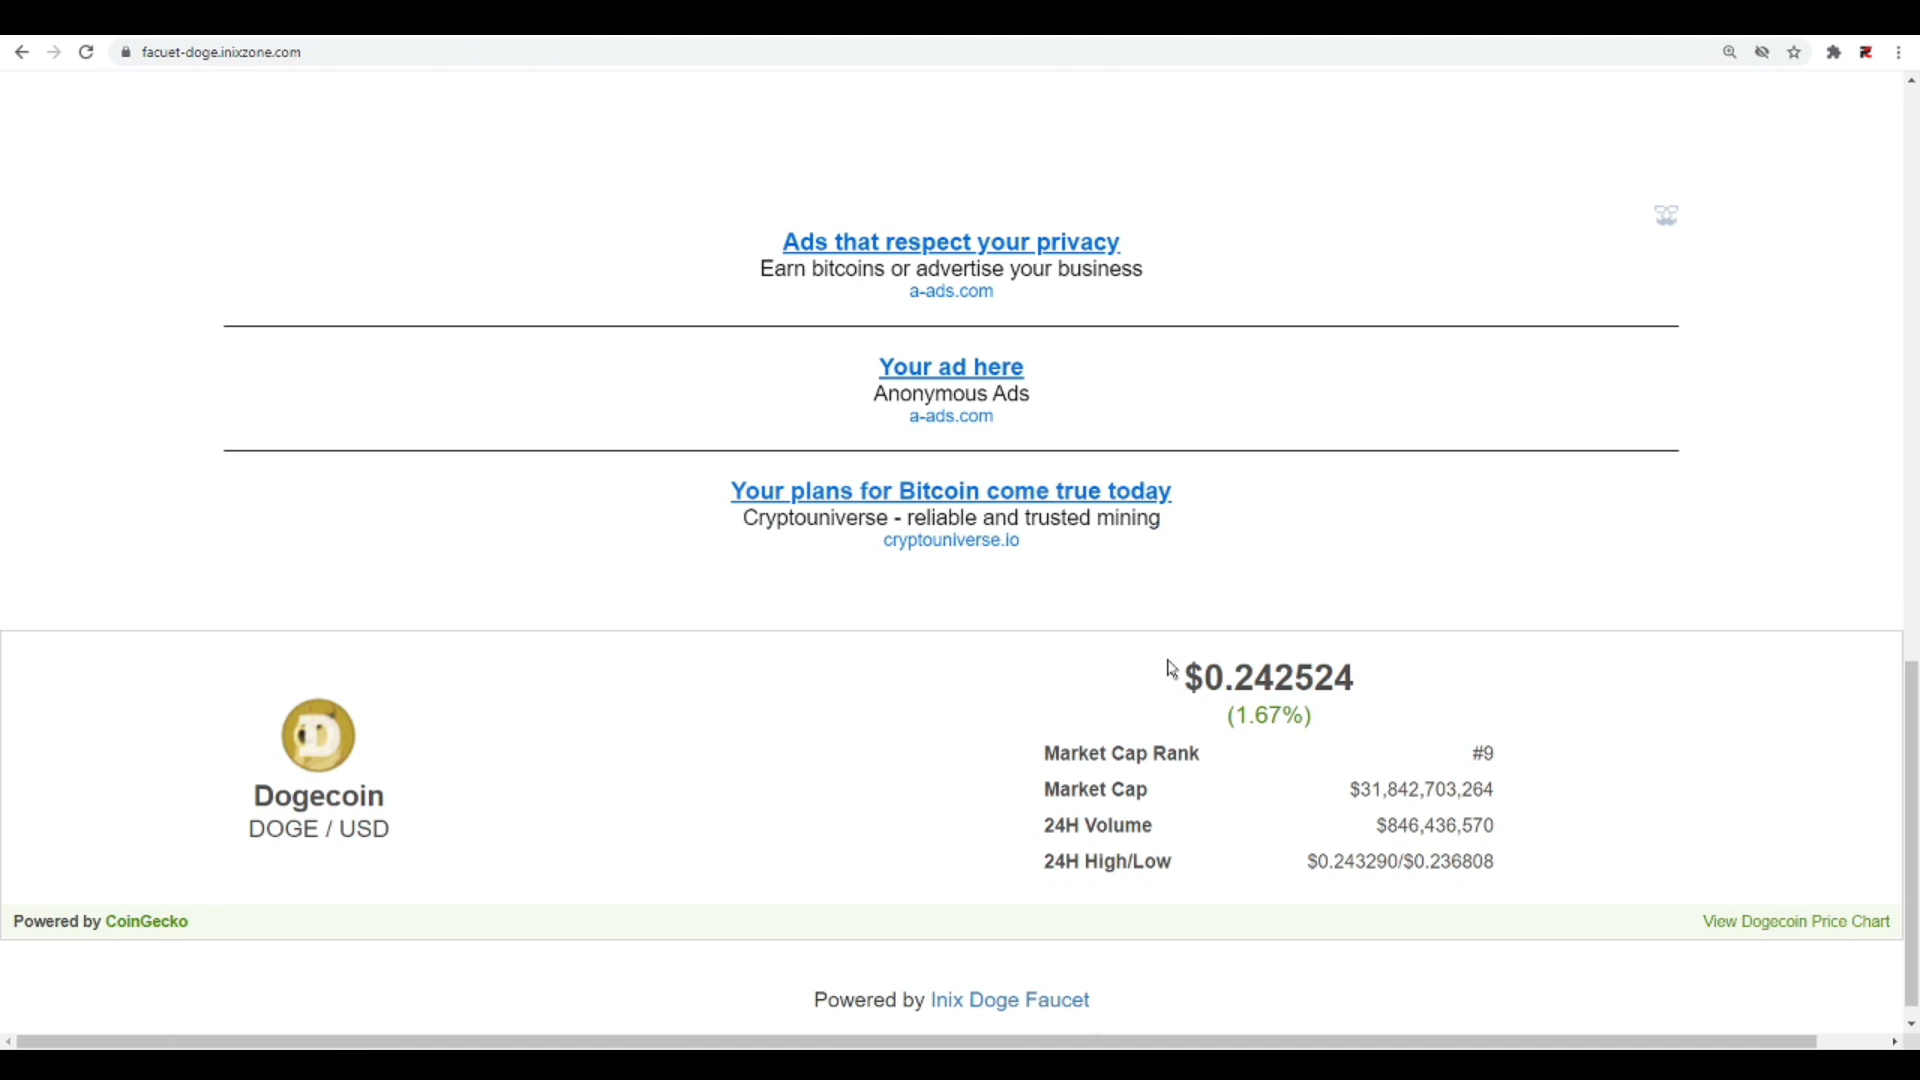 facuet-doge.inixzone.com
Ads that respect your privacy
Earn bitcoins or advertise your business
a-ads.com
Your ad here
Anonymous Ads
a-ads.com
Your plans for Bitcoin come true today
Cryptouniverse - reliable and trusted mining
cryptouniverse.io
$0.242524
(1.67%)
Dogecoin
DOGE / USD
Market Cap Rank #9
Market Cap $31,842,703,264
24H Volume $846,436,570
24H High/Low $0.243290/$0.236808
Powered by CoinGecko View Dogecoin Price Chart
Powered by Inix Doge Faucet